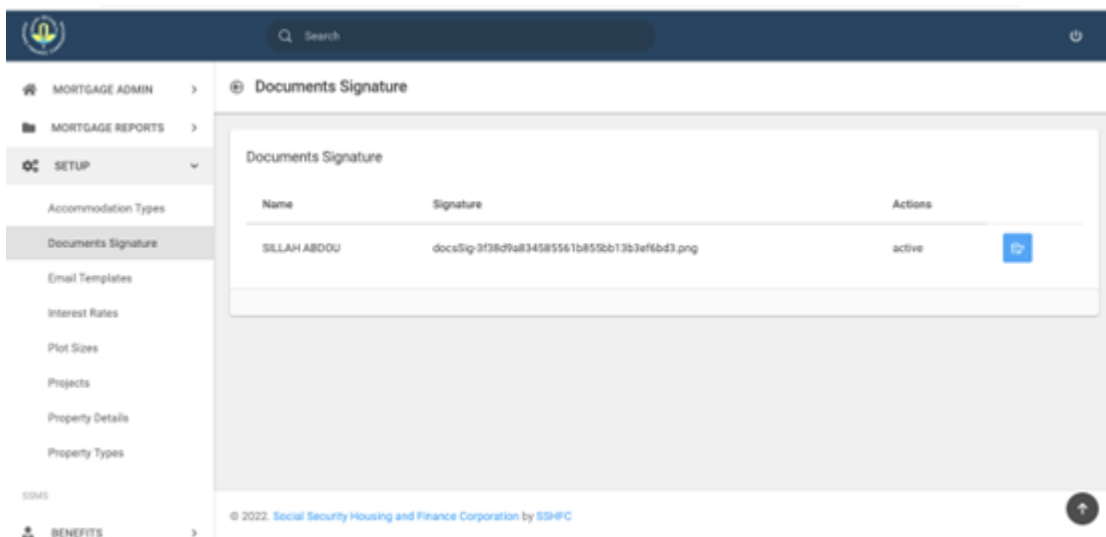 Search
MORTGAGE ADMIN
MORTGAGE REPORTS
SETUP
Accommodation Types
Documents Signature
Email Templates
Interest Rates
Plot Sizes
Projects
Property Details
Property Types
SSMS
BENEFITS
Documents Signature
Documents Signature
Name Signature Actions
SILLAH ABDOU docsSig-3f38d9a834585561b855bb13b3ef6bd3.png active
© 2022. Social Security Housing and Finance Corporation by SSHFC